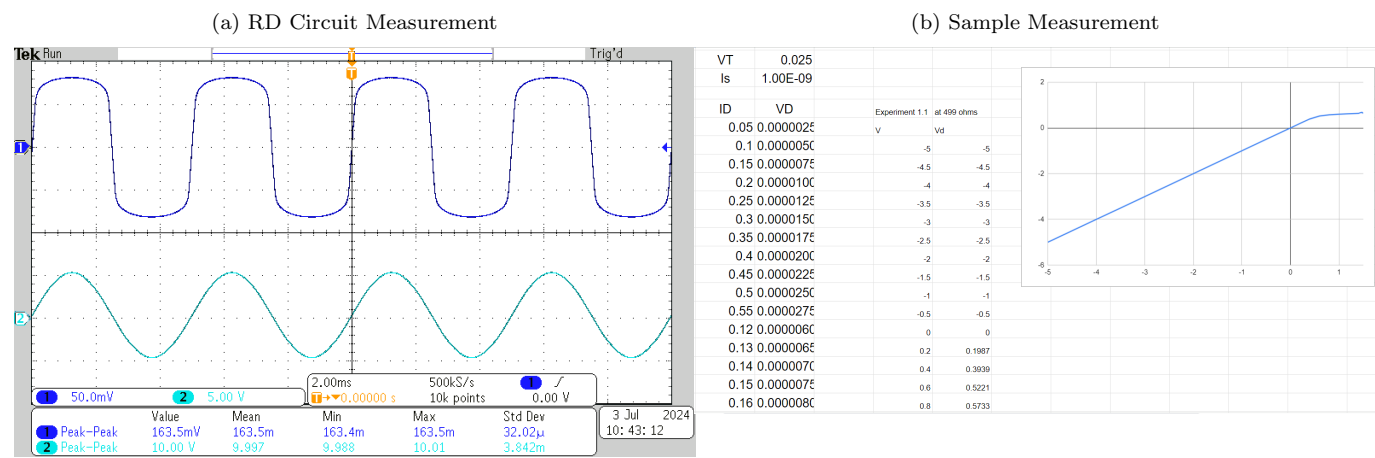 (a) RD Circuit Measurement
Tek Run Trig'd
T
T
1
2
2.00ms 500kS/s 1
T→▼0.00000 s 10k points 0.00 V
1 50.0mV 2 5.00 V
Value Mean Min Max Std Dev
1 Peak-Peak 163.5mV 163.5m 163.4m 163.5m 32.02µ
2 Peak-Peak 10.00 V 9.997 9.988 10.01 3.842m
3 Jul 2024
10:43:12
(b) Sample Measurement
VT 0.025
Is 1.00E-09
ID VD
0.05 0.0000025
0.1 0.0000050
0.15 0.0000075
0.2 0.0000100
0.25 0.0000125
0.3 0.0000150
0.35 0.0000175
0.4 0.0000200
0.45 0.0000225
0.5 0.0000250
0.55 0.0000275
0.12 0.0000060
0.13 0.0000065
0.14 0.0000070
0.15 0.0000075
0.16 0.0000080
Experiment 1.1 at 499 ohms
V Vd
-5 -5
-4.5 -4.5
-4 -4
-3.5 -3.5
-3 -3
-2.5 -2.5
-2 -2
-1.5 -1.5
-1 -1
-0.5 -0.5
0 0
0.2 0.1987
0.4 0.3939
0.6 0.5221
0.8 0.5733
2
0
-2
-4
-6
-5 -4 -3 -2 -1 0 1